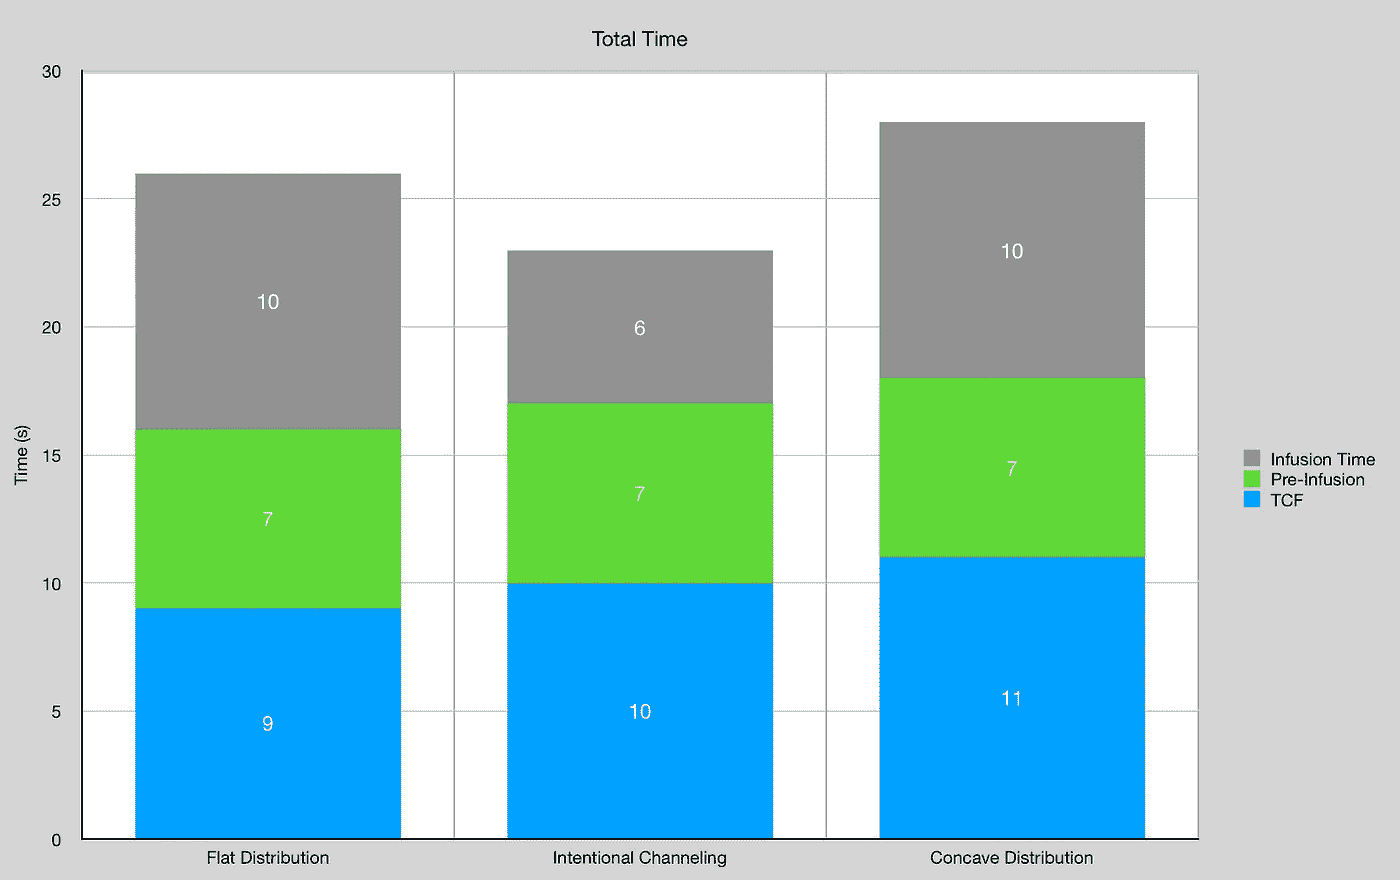 Total Time
30
25
20
15
10
5
0
Time (s)
10
7
9
6
7
10
10
7
11
Flat Distribution
Intentional Channeling
Concave Distribution
Infusion Time
Pre-Infusion
TCF